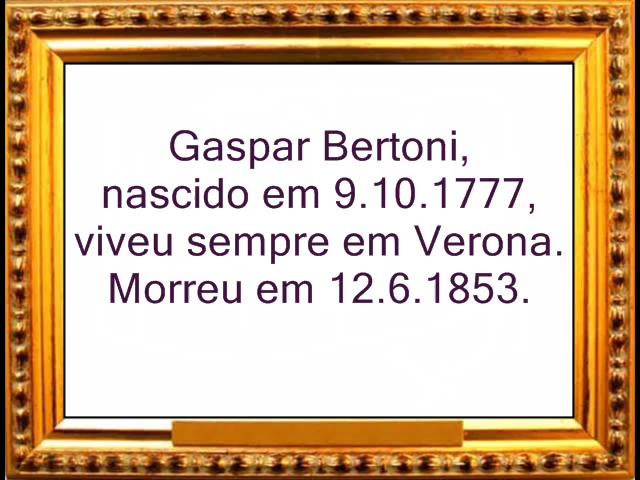 Gaspar Bertoni,
nascido em 9.10.1777,
viveu sempre em Verona.
Morreu em 12.6.1853.